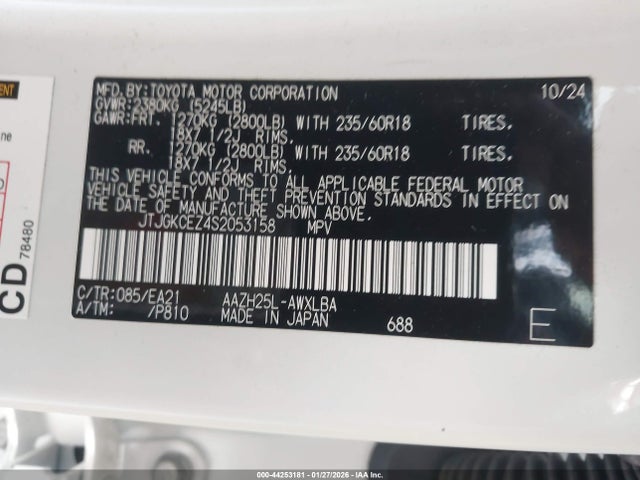 MFD.BY:TOYOTA MOTOR CORPORATION 10/24
GVWR:2380KG (5245LB)
GAWR:FRT. 1270KG (2800LB) WITH 235/60R18 TIRES.
18X7 1/2J RIMS.
RR. 1270KG (2800LB) WITH 235/60R18 TIRES.
18X7 1/2J RIMS.
THIS VEHICLE CONFORMS TO ALL APPLICABLE FEDERAL MOTOR
VEHICLE SAFETY AND THEFT PREVENTION STANDARDS IN EFFECT ON
THE DATE OF MANUFACTURE SHOWN ABOVE.
JTJGKCEZ4S2053158 MPV
C/TR:085/EA21 AAZH25L-AWXLBA
A/TM: /P810 MADE IN JAPAN 688 E
CD 78480
000-44253181 - 01/27/2026 - IAA Inc.